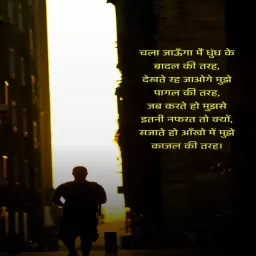 चला जाऊँगा मैं धुंध के
बादल की तरह,
देखते रह जाओगे मुझे
पागल की तरह,
जब करते हो मुझसे
इतनी नफरत तो क्यों,
सजाते हो आँखो में मुझे
काजल की तरह।